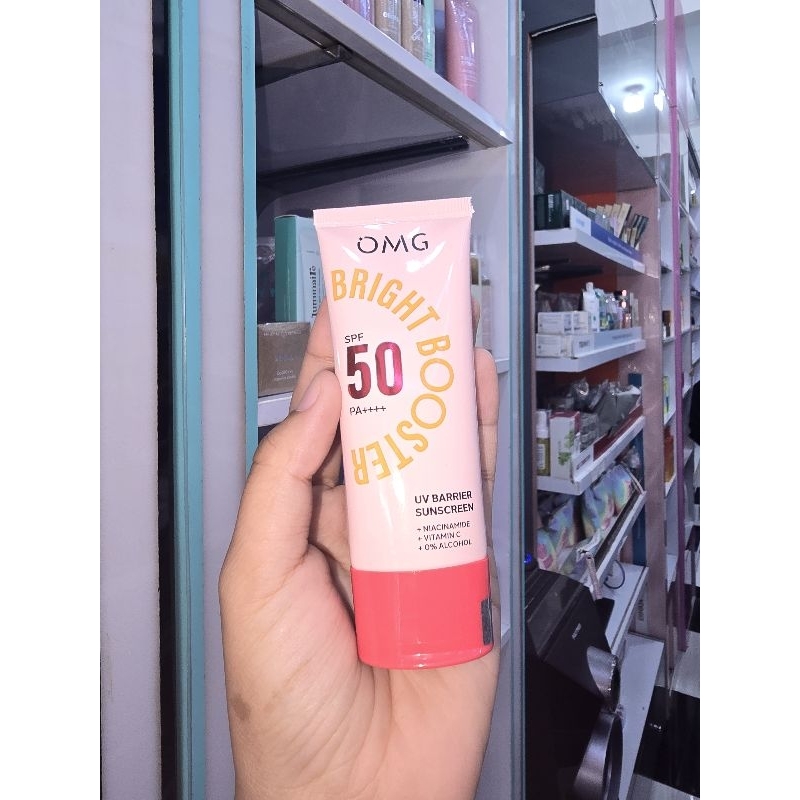 OMG
BRIGHT BOOSTER
SPF
50
PA++++
UV BARRIER
SUNSCREEN
+ NIACINAMIDE
+ VITAMIN C
+ 0% ALCOHOL